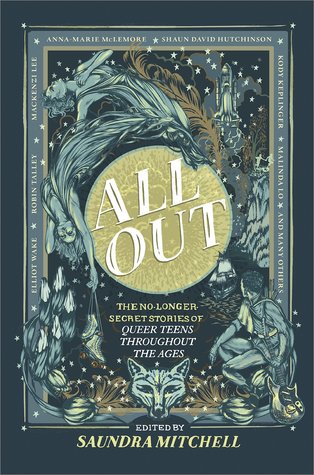 ANNA-MARIE McLEMORE ★ SHAUN DAVID HUTCHINSON
ELLIOT WAKE ★ ROBIN TALLEY ★ MACKENZI LEE
KODY KEPLINGER ★ MALINDA LO ★ AND MANY OTHERS
ALL
OUT
THE NO-LONGER-
SECRET STORIES OF
QUEER TEENS
THROUGHOUT
THE AGES
EDITED BY
SAUNDRA MITCHELL